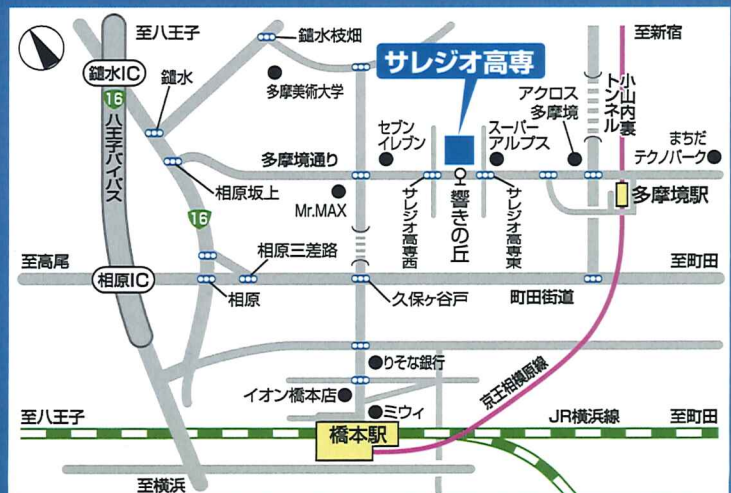 至八王子
鑓水枝畑
至新宿
鑓水IC
16
鑓水
多摩美術大学
サレジオ高専
アクロス
多摩境
小山内裏
トンネル
八王子バイパス
セブン
イレブン
スーパー
アルプス
まちだ
テクノパーク
多摩境通り
相原坂上
Mr.MAX
サレジオ高専西
響きの丘
サレジオ高専東
多摩境駅
16
相原三差路
至高尾
相原IC
相原
久保ヶ谷戸
町田街道
至町田
りそな銀行
イオン橋本店
ミウィ
京王相模原線
至八王子
橋本駅
JR横浜線
至町田
至横浜